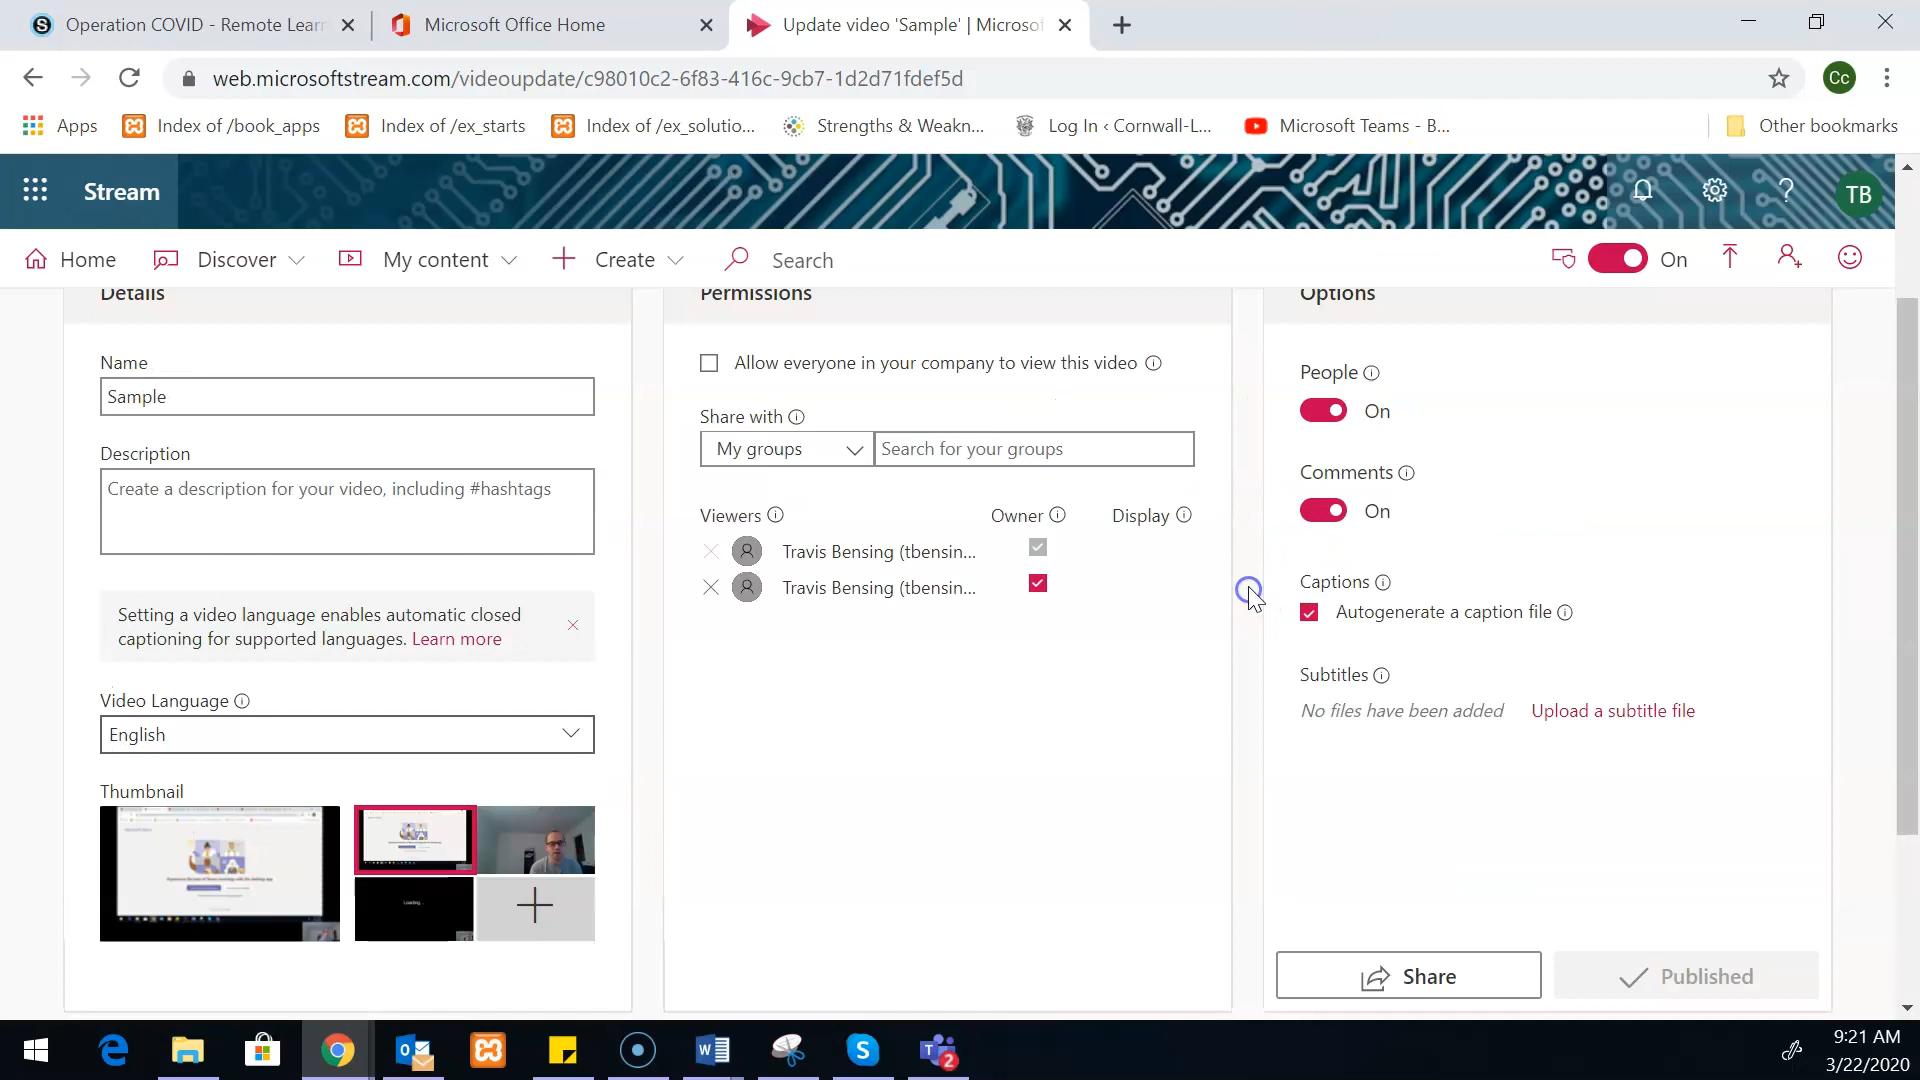 Operation COVID - Remote Learn
Microsoft Office Home
Update video 'Sample' | Microsof
web.microsoftstream.com/videoupdate/c98010c2-6f83-416c-9cb7-1d2d71fdef5d
Cc
Apps
Index of /book_apps
Index of /ex_starts
Index of /ex_solutio...
Strengths & Weakn...
Log In ‹ Cornwall-L...
Microsoft Teams - B...
Other bookmarks
Stream
TB
Home
Discover
My content
Create
Search
On
Details
Name
Sample
Description
Create a description for your video, including #hashtags
Setting a video language enables automatic closed
captioning for supported languages. Learn more
Video Language
English
Thumbnail
Loading...
Permissions
Allow everyone in your company to view this video
Share with
My groups
Search for your groups
Viewers Owner Display
Travis Bensing (tbensin...
Travis Bensing (tbensin...
Options
People
On
Comments
On
Captions
Autogenerate a caption file
Subtitles
No files have been added Upload a subtitle file
Share
Published
2
9:21 AM
3/22/2020